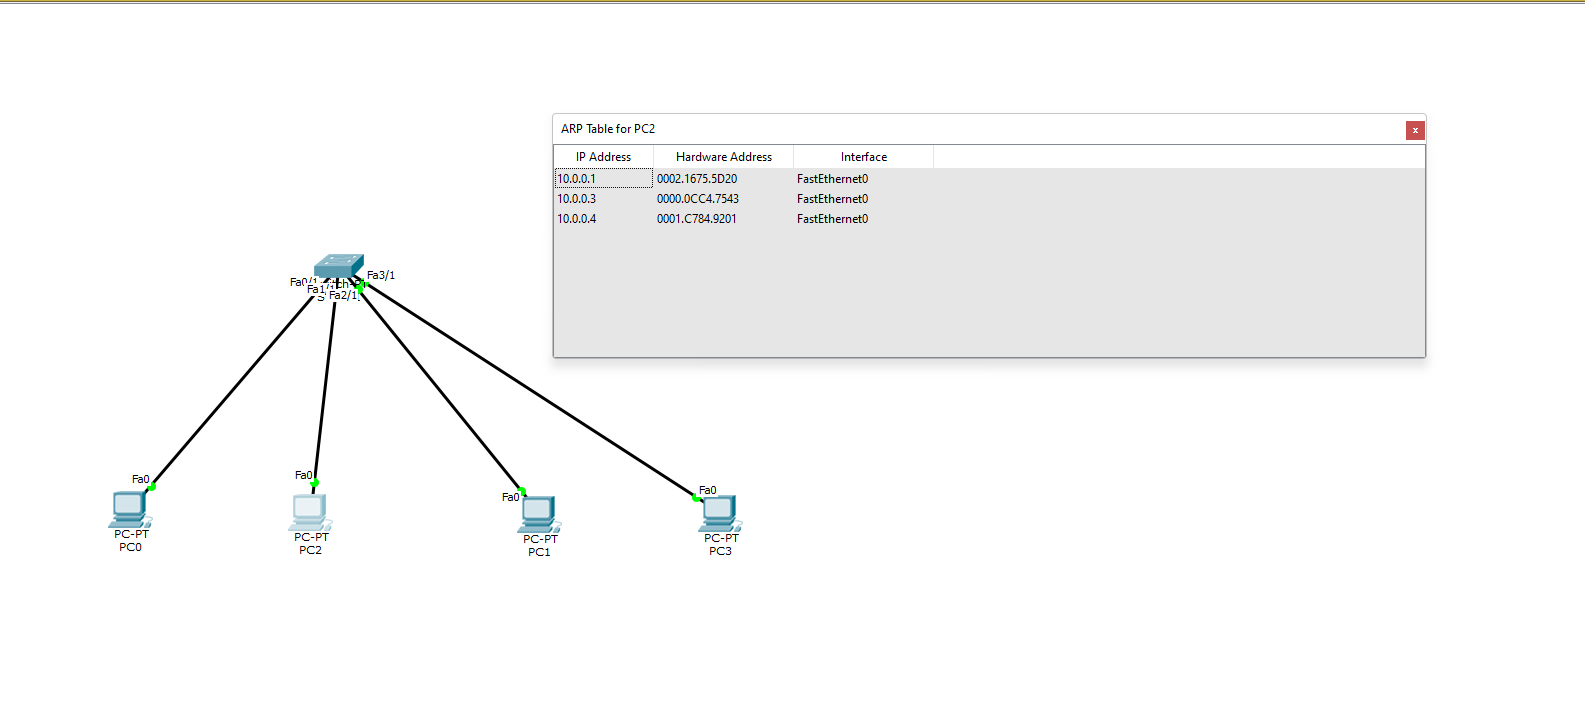 ARP Table for PC2
x
IP Address Hardware Address Interface
10.0.0.1 0002.1675.5D20 FastEthernet0
10.0.0.3 0000.0CC4.7543 FastEthernet0
10.0.0.4 0001.C784.9201 FastEthernet0
Fa3/1
Fa0/1
Fa2/1
Fa0
Fa0
Fa0
Fa0
PC-PT
PC0
PC-PT
PC2
PC-PT
PC1
PC-PT
PC3